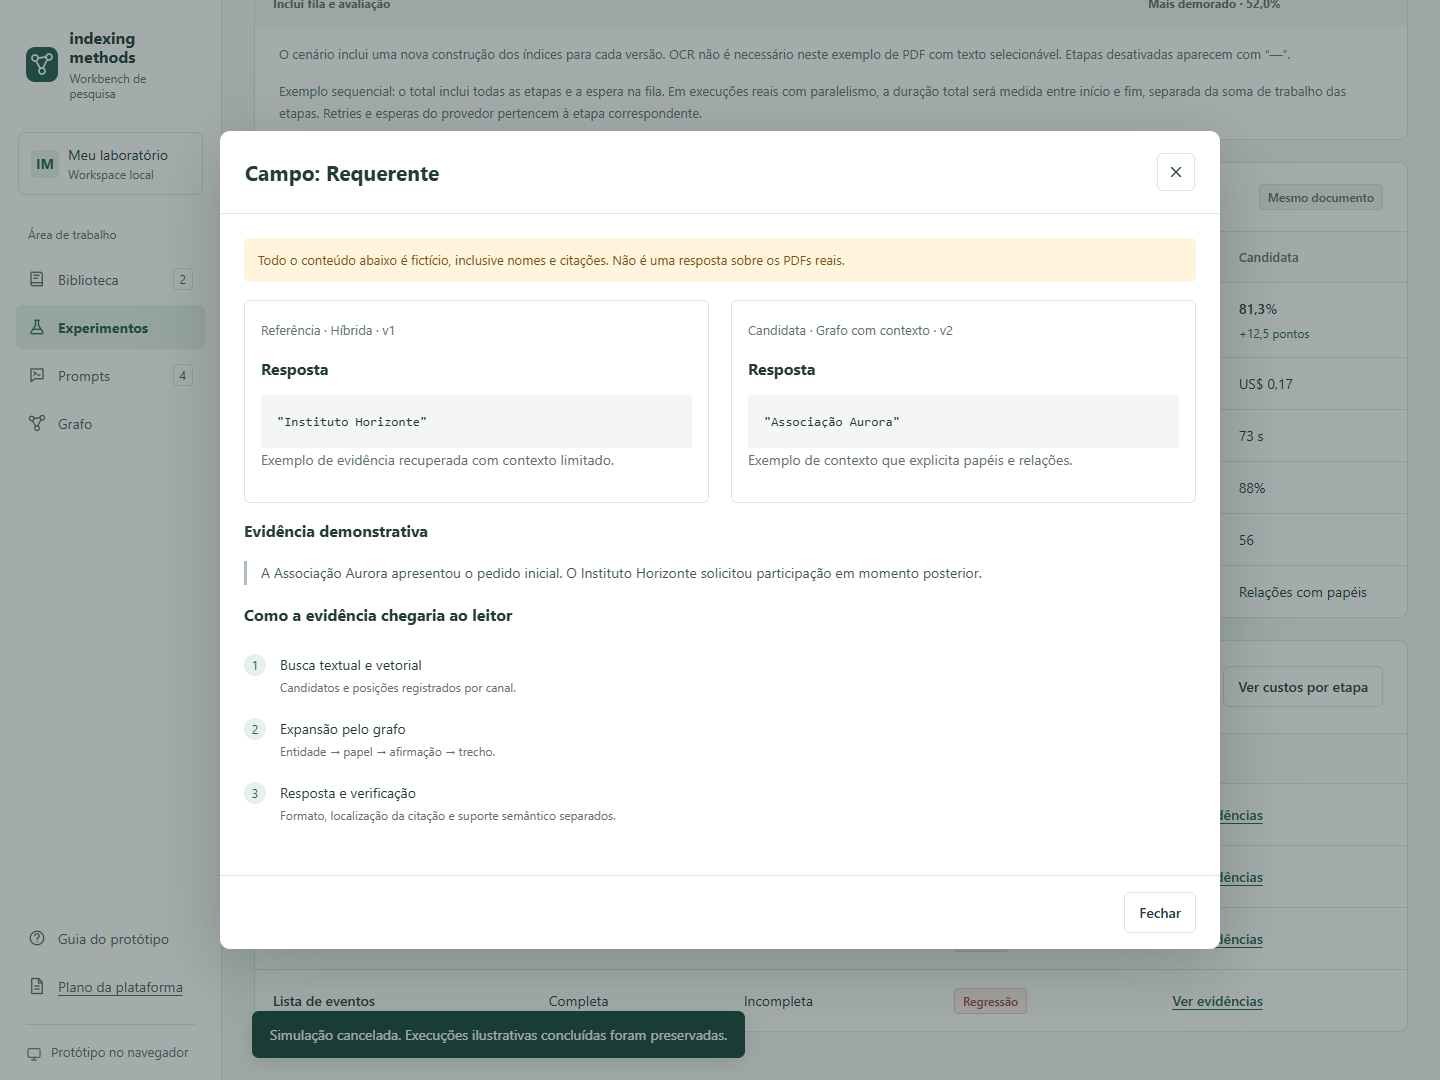 indexing
methods
Workbench de
pesquisa
IM
Meu laboratório
Workspace local
Área de trabalho
Biblioteca 2
Experimentos
Prompts 4
Grafo
Guia do protótipo
Plano da plataforma
Protótipo no navegador
Inclui fila e avaliação
Mais demorado · 52,0%
O cenário inclui uma nova construção dos índices para cada versão. OCR não é necessário neste exemplo de PDF com texto selecionável. Etapas desativadas aparecem com “—”.
Exemplo sequencial: o total inclui todas as etapas e a espera na fila. Em execuções reais com paralelismo, a duração total será medida entre início e fim, separada da soma de trabalho das
etapas. Retries e esperas do provedor pertencem à etapa correspondente.
Mesmo documento
Candidata
81,3%
+12,5 pontos
US$ 0,17
73 s
88%
56
Relações com papéis
Ver custos por etapa
Campo: Requerente
Todo o conteúdo abaixo é fictício, inclusive nomes e citações. Não é uma resposta sobre os PDFs reais.
Referência · Híbrida · v1
Resposta
"Instituto Horizonte"
Exemplo de evidência recuperada com contexto limitado.
Candidata · Grafo com contexto · v2
Resposta
"Associação Aurora"
Exemplo de contexto que explicita papéis e relações.
Evidência demonstrativa
A Associação Aurora apresentou o pedido inicial. O Instituto Horizonte solicitou participação em momento posterior.
Como a evidência chegaria ao leitor
1 Busca textual e vetorial
Candidatos e posições registrados por canal.
2 Expansão pelo grafo
Entidade → papel → afirmação → trecho.
3 Resposta e verificação
Formato, localização da citação e suporte semântico separados.
Fechar
Lista de eventos Completa Incompleta Regressão Ver evidências
Simulação cancelada. Execuções ilustrativas concluídas foram preservadas.